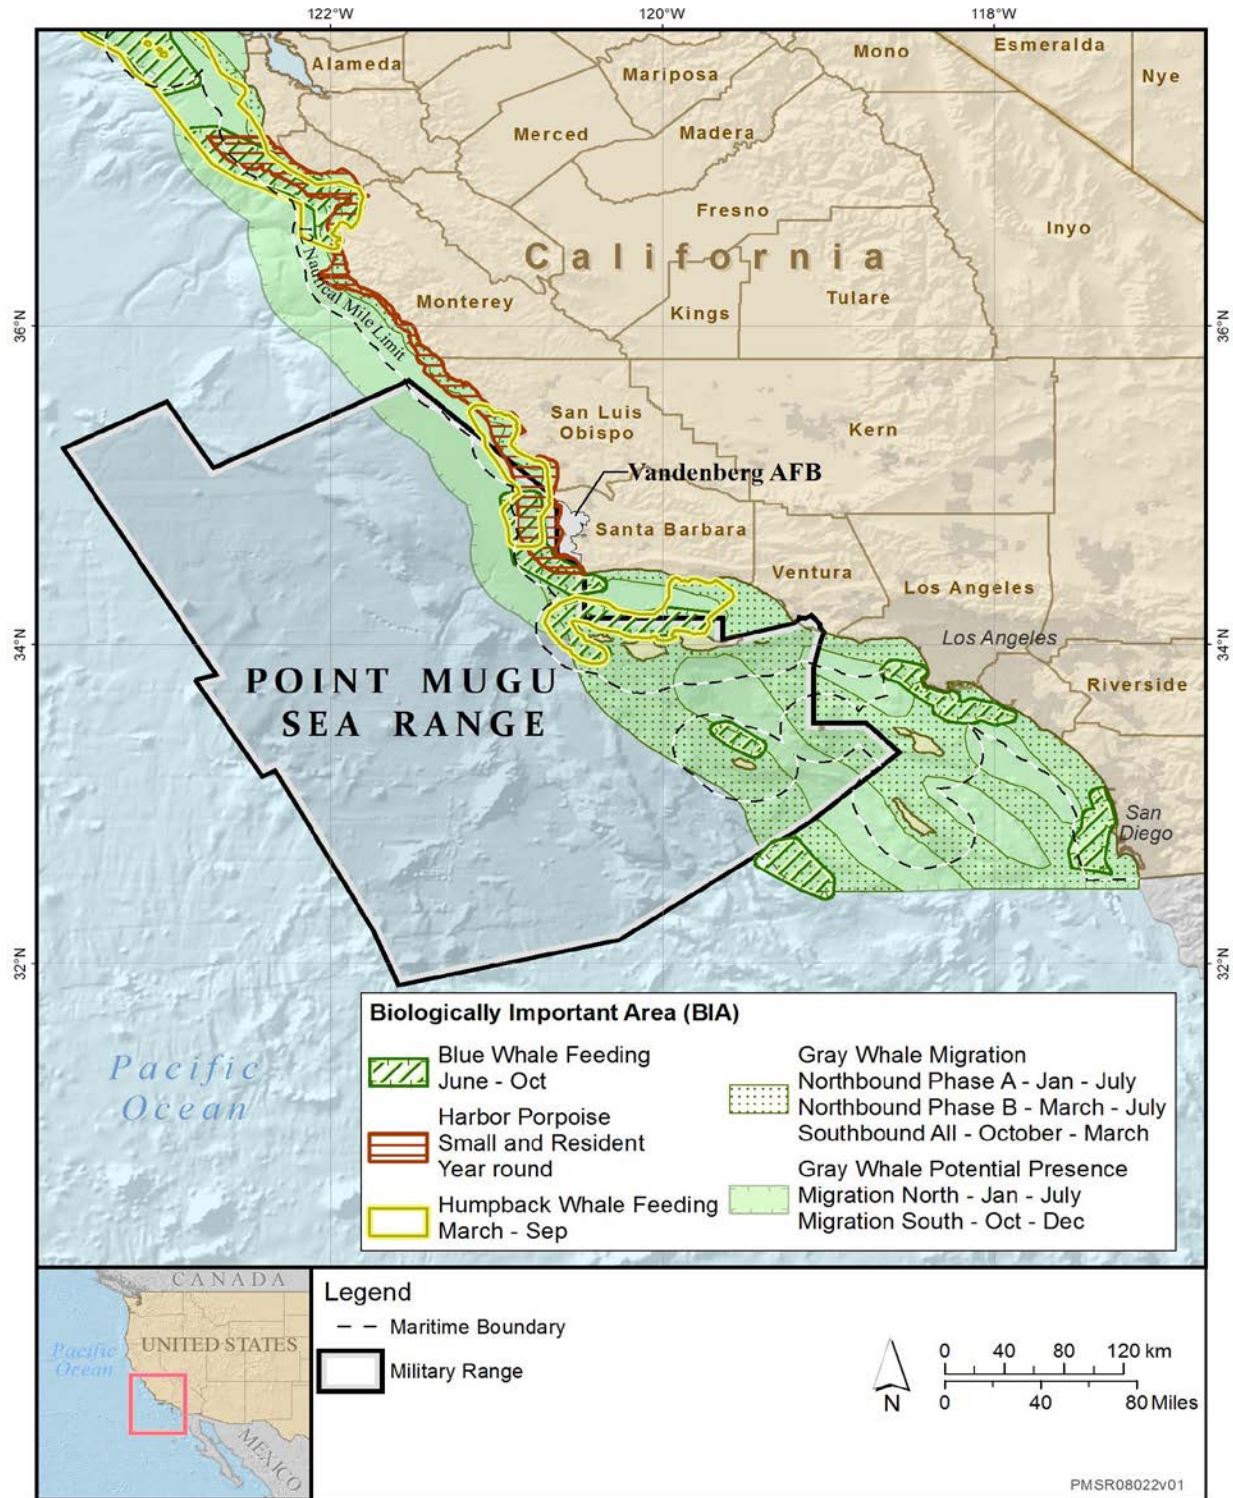 122°W
120°W
118°W
Alameda
Mariposa
Mono
Esmeralda
Nye
Merced
Madera
Fresno
Inyo
California
Monterey
Kings
Tulare
12 Nautical Mile Limit
36°N
36°N
San Luis
Obispo
Kern
Vandenberg AFB
Santa Barbara
Ventura
Los Angeles
34°N
34°N
Los Angeles
Riverside
POINT MUGU
SEA RANGE
San
Diego
32°N
32°N
Pacific
Ocean
Biologically Important Area (BIA)
Blue Whale Feeding
June - Oct
Harbor Porpoise
Small and Resident
Year round
Humpback Whale Feeding
March - Sep
Gray Whale Migration
Northbound Phase A - Jan - July
Northbound Phase B - March - July
Southbound All - October - March
Gray Whale Potential Presence
Migration North - Jan - July
Migration South - Oct - Dec
CANADA
UNITED STATES
Pacific
Ocean
MEXICO
Legend
Maritime Boundary
Military Range
N
0 40 80 120 km
0 40 80 Miles
PMSR08022v01